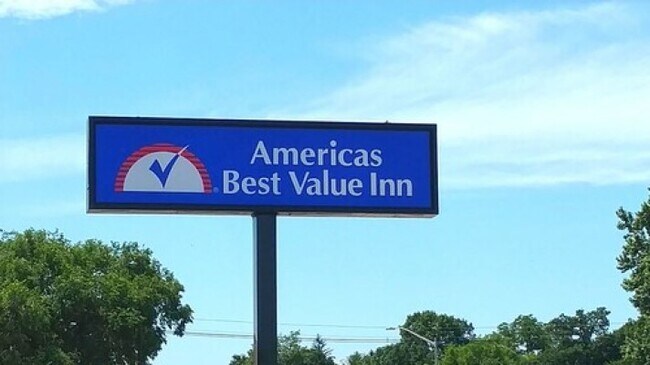 Americas
Best Value Inn